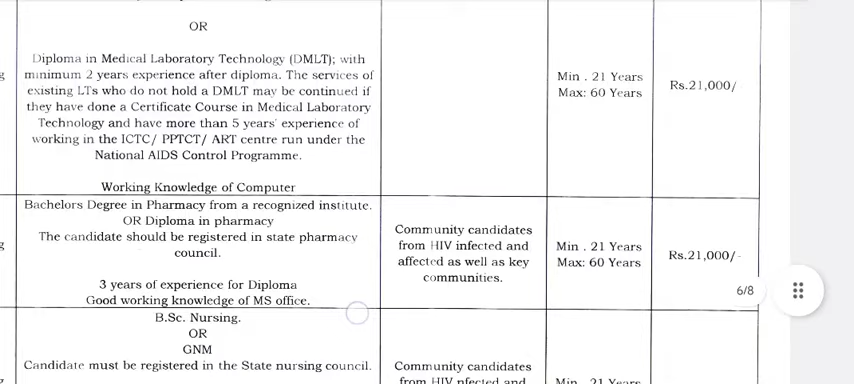 OR
Diploma in Medical Laboratory Technology (DMLT); with
minimum 2 years experience after diploma. The services of
existing LTs who do not hold a DMLT may be continued if
they have done a Certificate Course in Medical Laboratory
Technology and have more than 5 years' experience of
working in the ICTC/ PPTCT/ ART centre run under the
National AIDS Control Programme.
Working Knowledge of Computer
Min . 21 Years
Max: 60 Years
Rs.21,000/
g
Bachelors Degree in Pharmacy from a recognized institute.
OR Diploma in pharmacy
The candidate should be registered in state pharmacy
council.
3 years of experience for Diploma
Good working knowledge of MS office.
Community candidates
from HIV infected and
affected as well as key
communities.
Min . 21 Years
Max: 60 Years
Rs.21,000/-
g
6/8
B.Sc. Nursing.
OR
GNM
Candidate must be registered in the State nursing council.
Community candidates
from HIV nfected and
Min . 21 Years